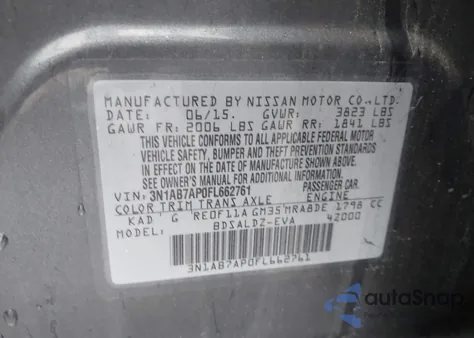 MANUFACTURED BY NISSAN MOTOR CO., LTD.
DATE: 06/15. GVWR: 3823 LBS
GAWR FR: 2006 LBS GAWR RR: 1841 LBS
THIS VEHICLE CONFORMS TO ALL APPLICABLE FEDERAL MOTOR
VEHICLE SAFETY, BUMPER AND THEFT PREVENTION STANDARDS
IN EFFECT ON THE DATE OF MANUFACTURE SHOWN ABOVE.
SEE OWNER'S MANUAL FOR ADDITIONAL INFORMATION.
VIN: 3N1AB7AP0FL662761 PASSENGER CAR.
COLOR TRIM TRANS AXLE ENGINE
KAD G RE0F11A GM35 MRA8DE 1798 CC
MODEL: BDSALDZ-EVA 42000
3N1AB7AP0FL662761
autoSnap